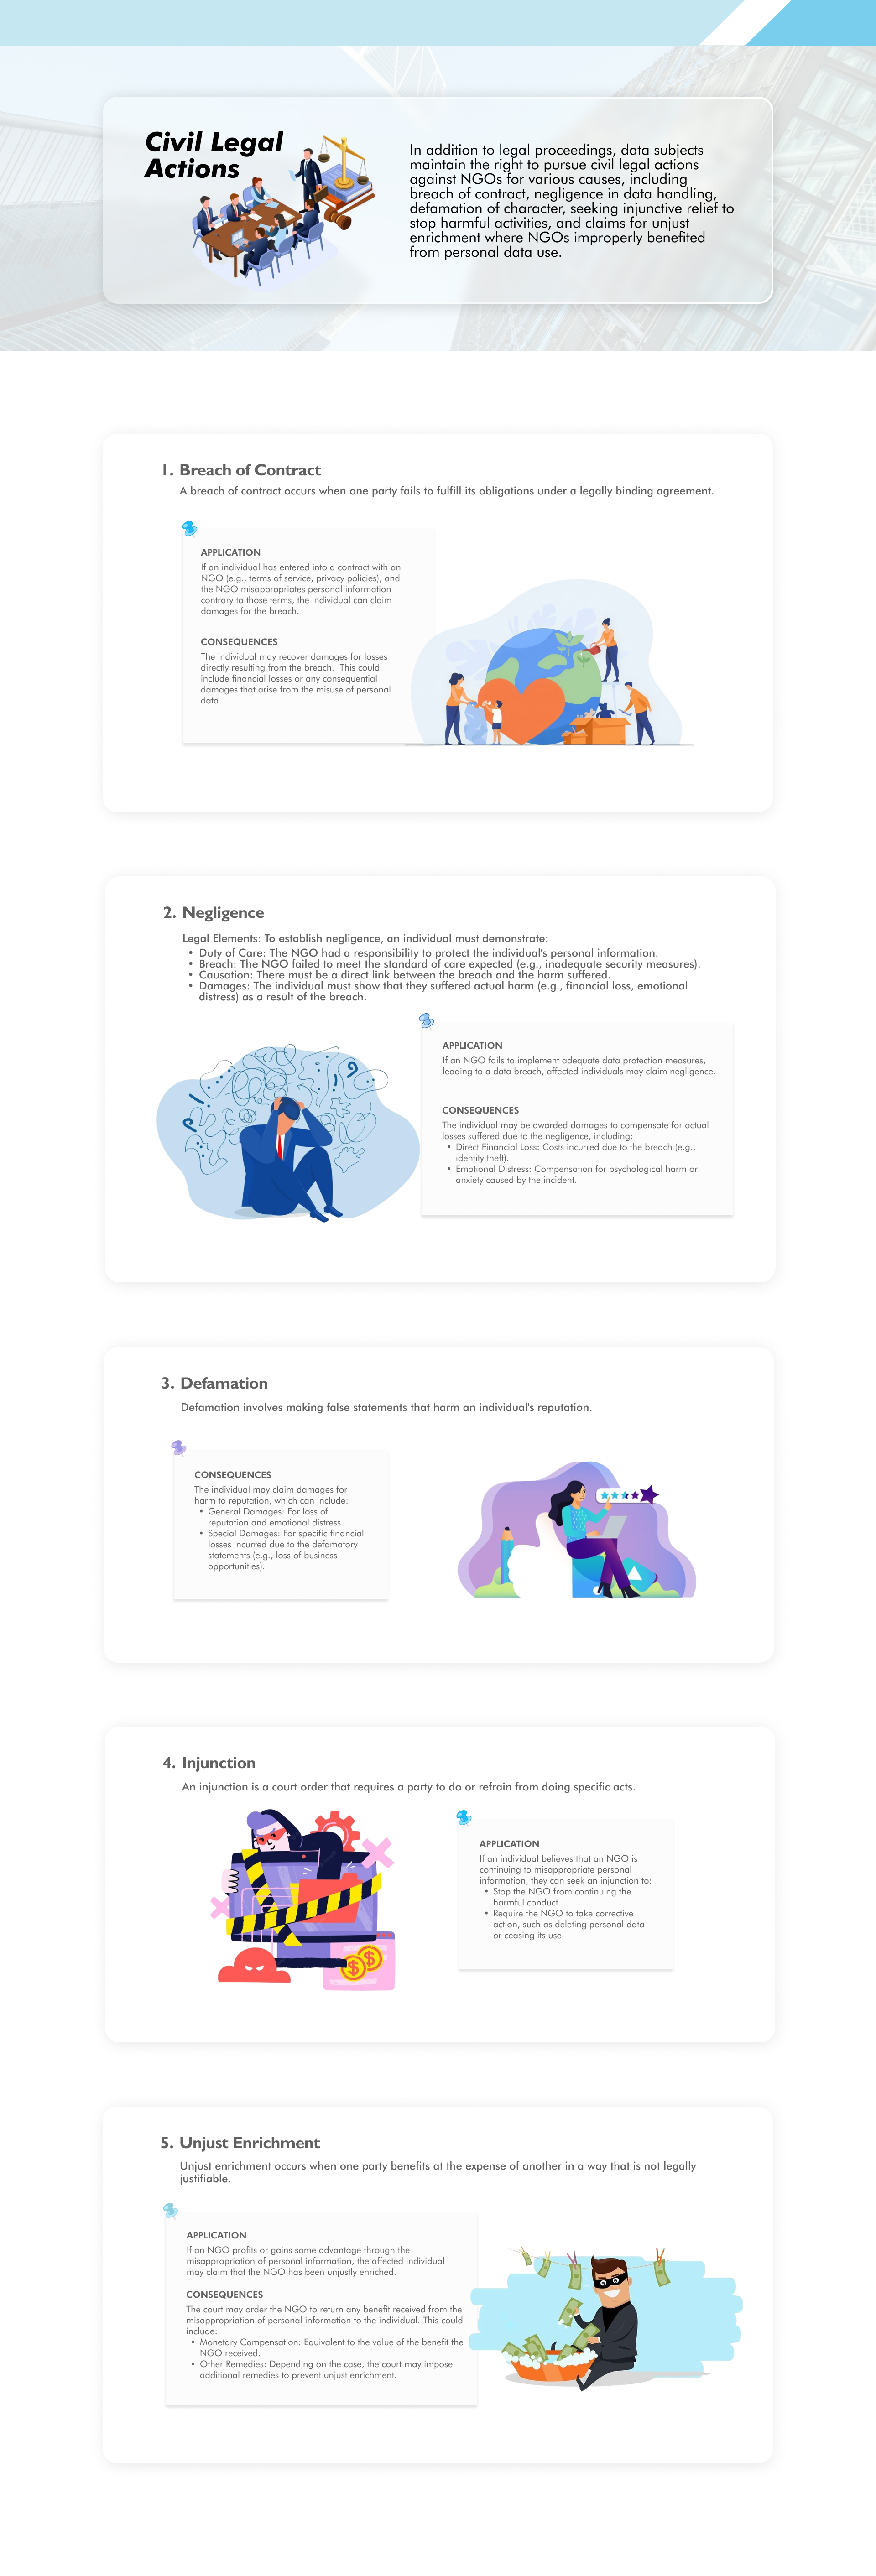 Civil Legal
Actions
In addition to legal proceedings, data subjects
maintain the right to pursue civil legal actions
against NGOs for various causes, including
breach of contract, negligence in data handling,
defamation of character, seeking injunctive relief to
stop harmful activities, and claims for unjust
enrichment where NGOs improperly benefited
from personal data use.
1. Breach of Contract
A breach of contract occurs when one party fails to fulfill its obligations under a legally binding agreement.
APPLICATION
If an individual has entered into a contract with an
NGO (e.g., terms of service, privacy policies), and
the NGO misappropriates personal information
contrary to those terms, the individual can claim
damages for the breach.
CONSEQUENCES
The individual may recover damages for losses
directly resulting from the breach. This could
include financial losses or any consequential
damages that arise from the misuse of personal
data.
2. Negligence
Legal Elements: To establish negligence, an individual must demonstrate:
• Duty of Care: The NGO had a responsibility to protect the individual's personal information.
• Breach: The NGO failed to meet the standard of care expected (e.g., inadequate security measures).
• Causation: There must be a direct link between the breach and the harm suffered.
• Damages: The individual must show that they suffered actual harm (e.g., financial loss, emotional
distress) as a result of the breach.
APPLICATION
If an NGO fails to implement adequate data protection measures,
leading to a data breach, affected individuals may claim negligence.
CONSEQUENCES
The individual may be awarded damages to compensate for actual
losses suffered due to the negligence, including:
• Direct Financial Loss: Costs incurred due to the breach (e.g.,
identity theft).
• Emotional Distress: Compensation for psychological harm or
anxiety caused by the incident.
3. Defamation
Defamation involves making false statements that harm an individual's reputation.
CONSEQUENCES
The individual may claim damages for
harm to reputation, which can include:
• General Damages: For loss of
reputation and emotional distress.
• Special Damages: For specific financial
losses incurred due to the defamatory
statements (e.g., loss of business
opportunities).
4. Injunction
An injunction is a court order that requires a party to do or refrain from doing specific acts.
APPLICATION
If an individual believes that an NGO is
continuing to misappropriate personal
information, they can seek an injunction to:
• Stop the NGO from continuing the
harmful conduct.
• Require the NGO to take corrective
action, such as deleting personal data
or ceasing its use.
5. Unjust Enrichment
Unjust enrichment occurs when one party benefits at the expense of another in a way that is not legally
justifiable.
APPLICATION
If an NGO profits or gains some advantage through the
misappropriation of personal information, the affected individual
may claim that the NGO has been unjustly enriched.
CONSEQUENCES
The court may order the NGO to return any benefit received from the
misappropriation of personal information to the individual. This could
include:
• Monetary Compensation: Equivalent to the value of the benefit the
NGO received.
• Other Remedies: Depending on the case, the court may impose
additional remedies to prevent unjust enrichment.